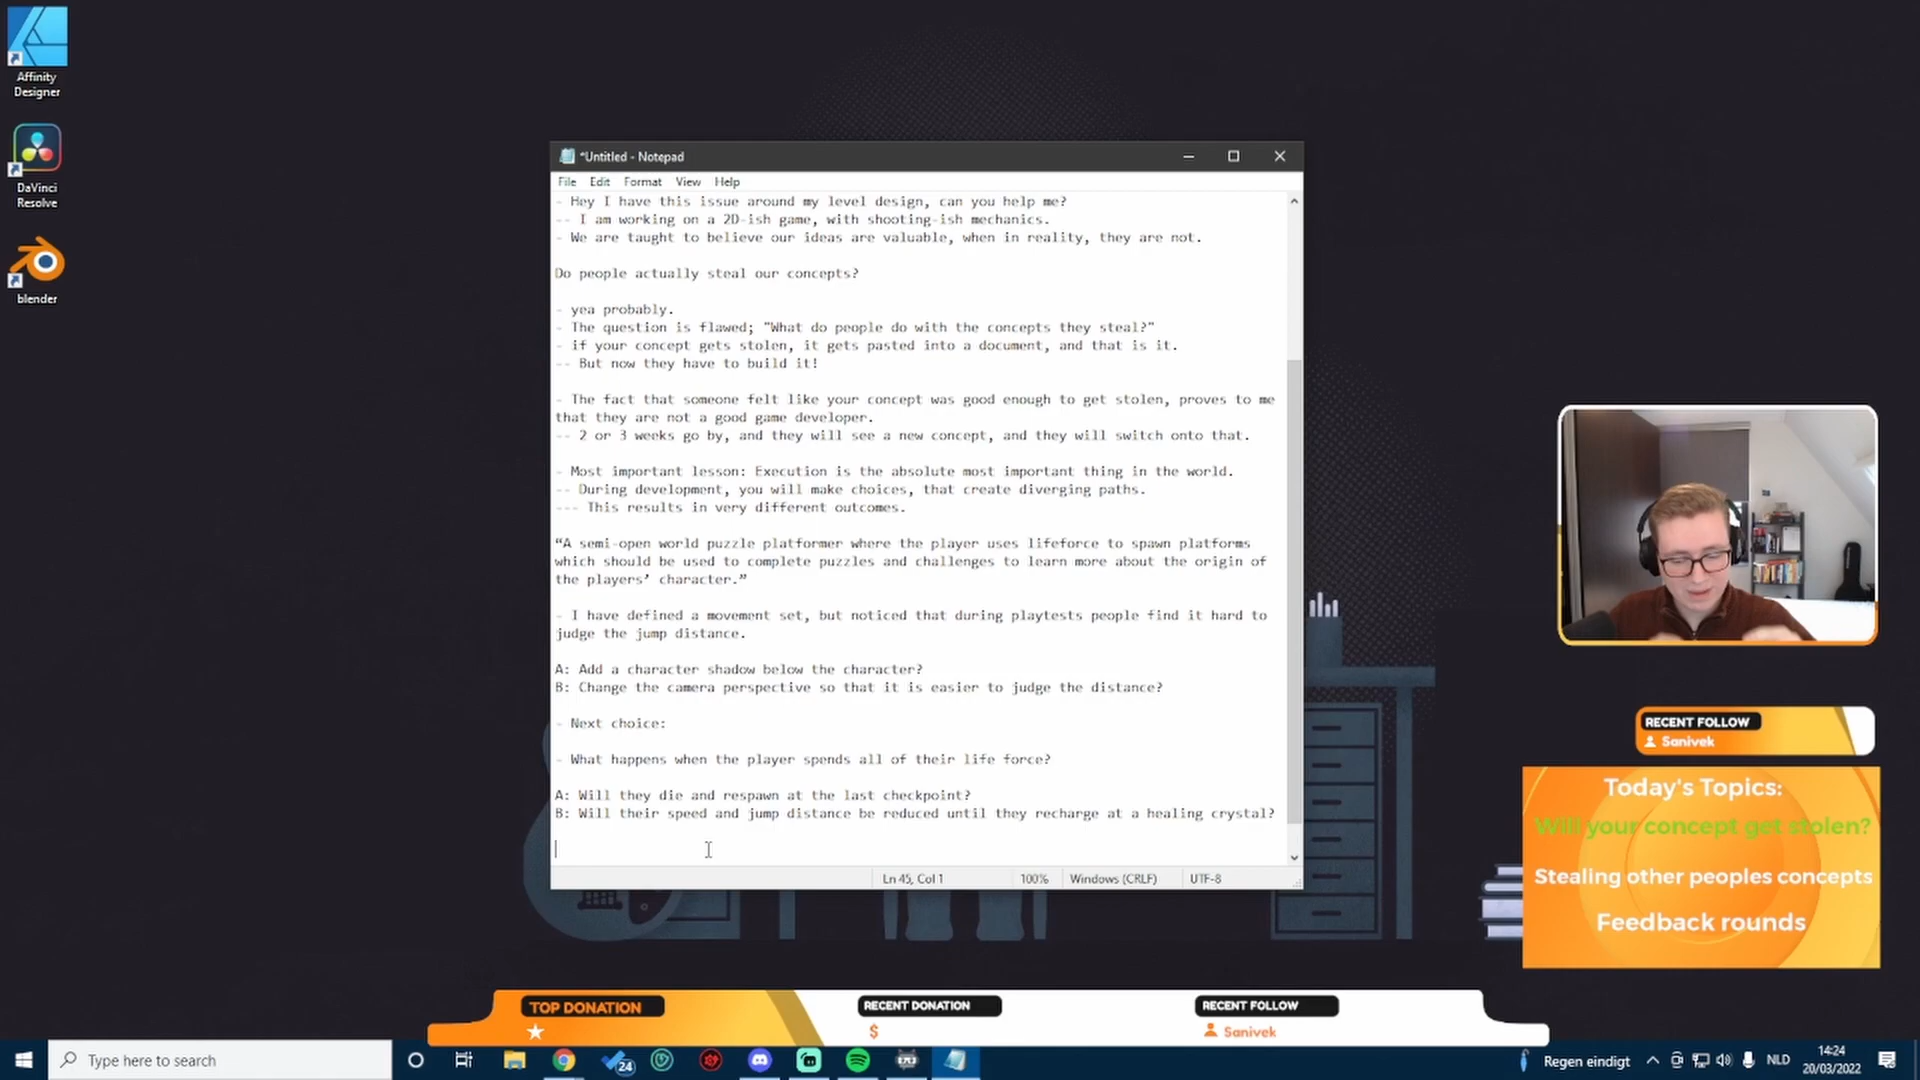 Affinity
Designer
DaVinci
Resolve
blender
*Untitled - Notepad
File Edit Format View Help
- Hey I have this issue around my level design, can you help me?
-- I am working on a 2D-ish game, with shooting-ish mechanics.
- We are taught to believe our ideas are valuable, when in reality, they are not.
Do people actually steal our concepts?
- yea probably.
- The question is flawed; "What do people do with the concepts they steal?"
- if your concept gets stolen, it gets pasted into a document, and that is it.
-- But now they have to build it!
- The fact that someone felt like your concept was good enough to get stolen, proves to me
that they are not a good game developer.
-- 2 or 3 weeks go by, and they will see a new concept, and they will switch onto that.
- Most important lesson: Execution is the absolute most important thing in the world.
-- During development, you will make choices, that create diverging paths.
--- This results in very different outcomes.
“A semi-open world puzzle platformer where the player uses lifeforce to spawn platforms
which should be used to complete puzzles and challenges to learn more about the origin of
the players’ character.”
- I have defined a movement set, but noticed that during playtests people find it hard to
judge the jump distance.
A: Add a character shadow below the character?
B: Change the camera perspective so that it is easier to judge the distance?
- Next choice:
- What happens when the player spends all of their life force?
A: Will they die and respawn at the last checkpoint?
B: Will their speed and jump distance be reduced until they recharge at a healing crystal?
Ln 45, Col 1 100% Windows (CRLF) UTF-8
RECENT FOLLOW
Sanivek
Today's Topics:
Will your concept get stolen?
Stealing other peoples concepts
Feedback rounds
TOP DONATION
RECENT DONATION
$
RECENT FOLLOW
Sanivek
Type here to search
24
Regen eindigt
NLD
14:24
20/03/2022